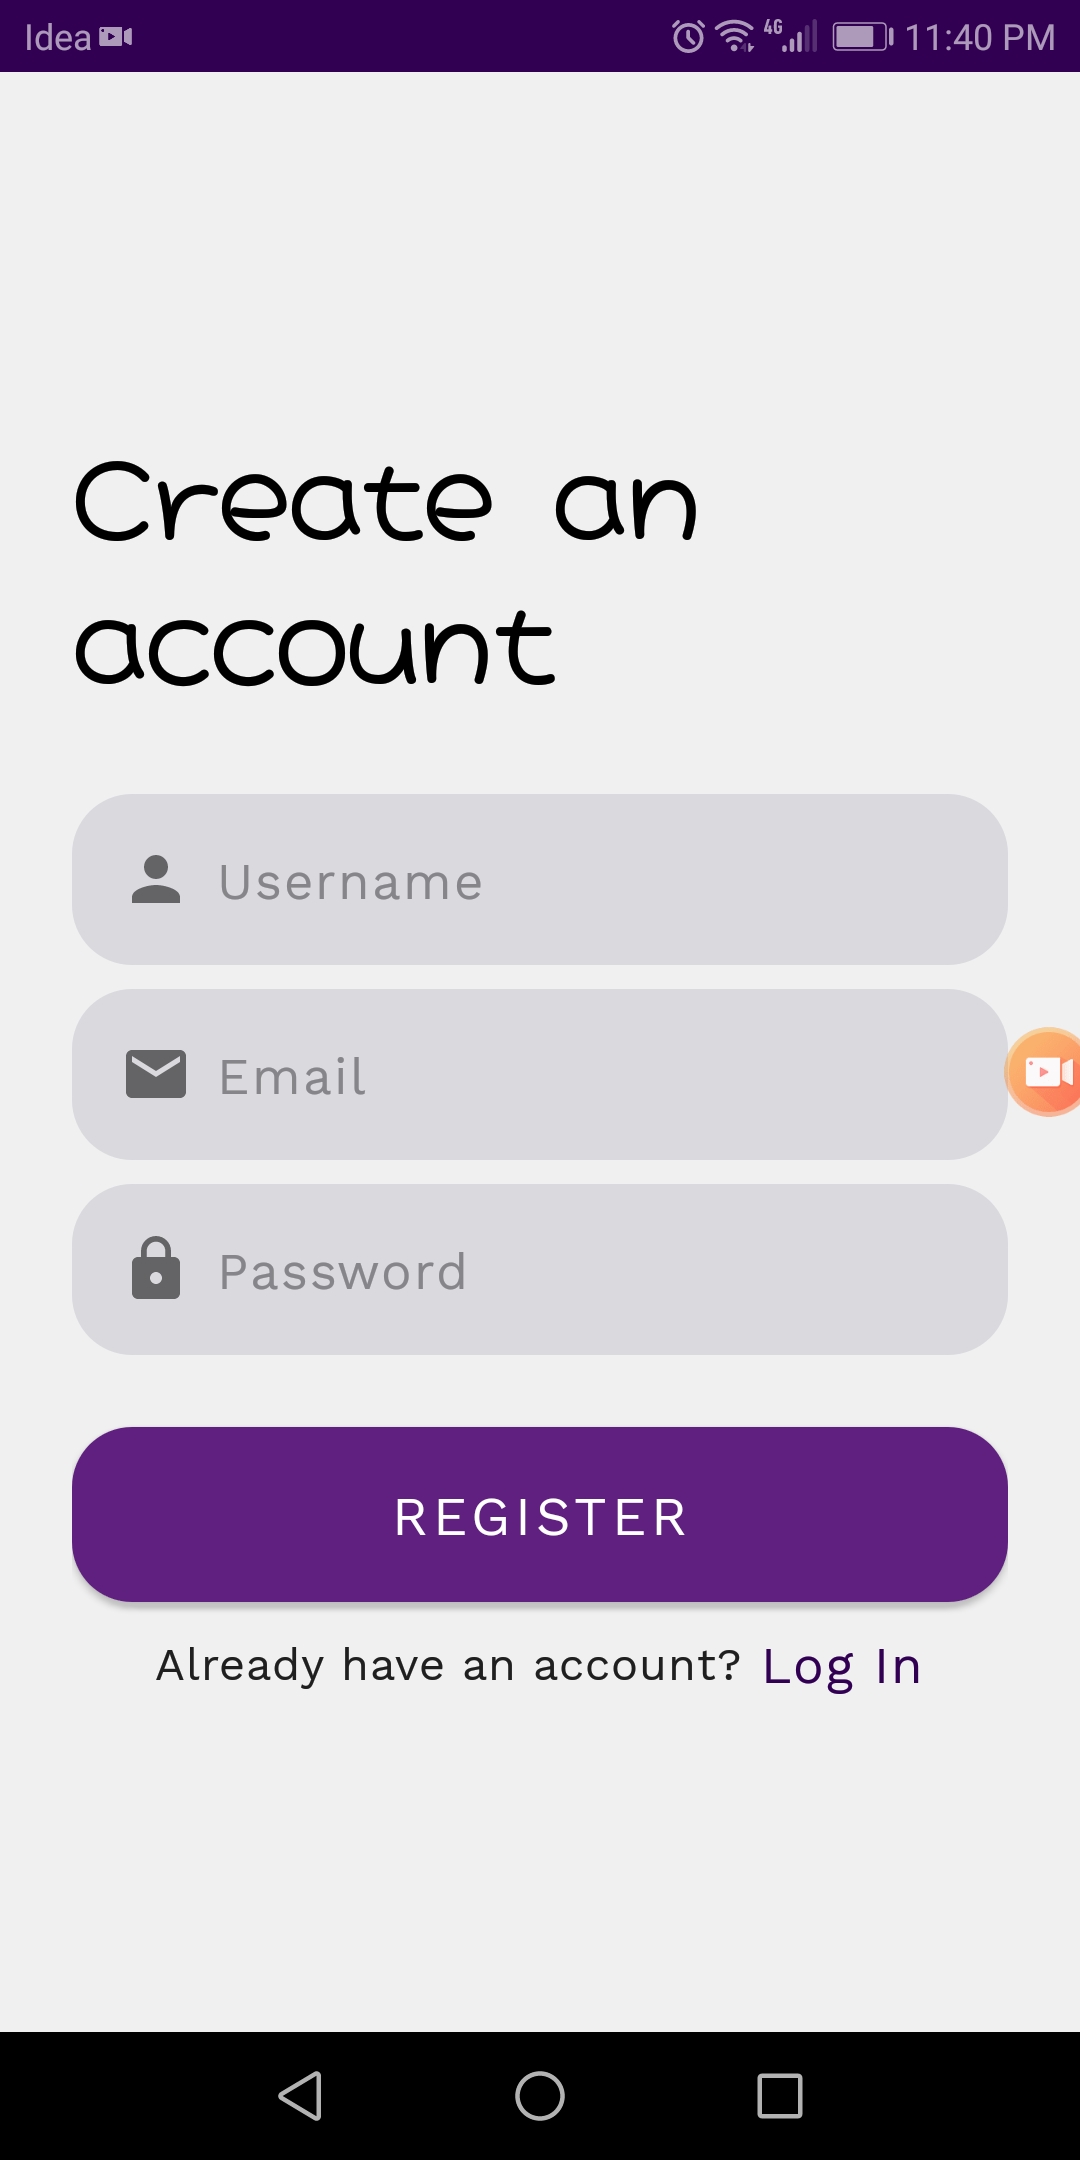 Idea 4G 11:40 PM
Create an
account
Username
Email
Password
REGISTER
Already have an account? Log In